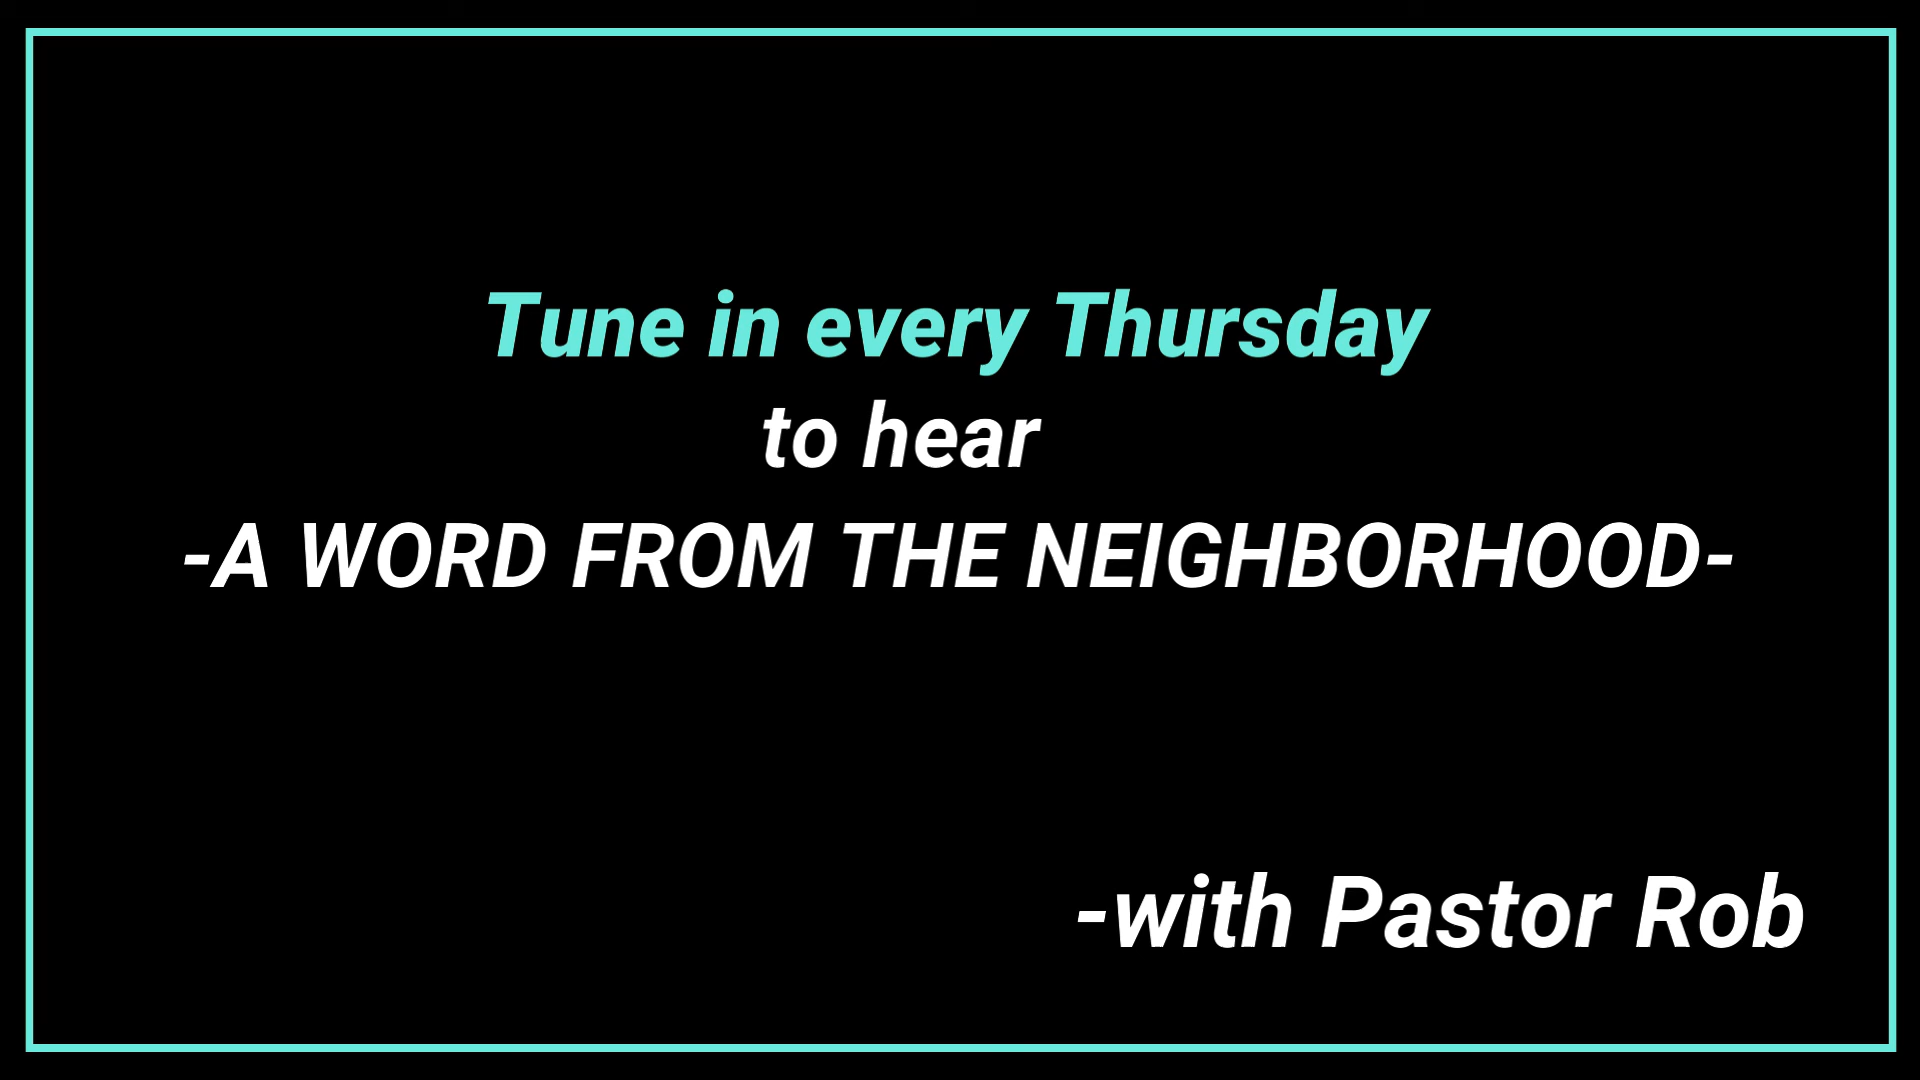 Tune in every Thursday
to hear
-A WORD FROM THE NEIGHBORHOOD-
-with Pastor Rob